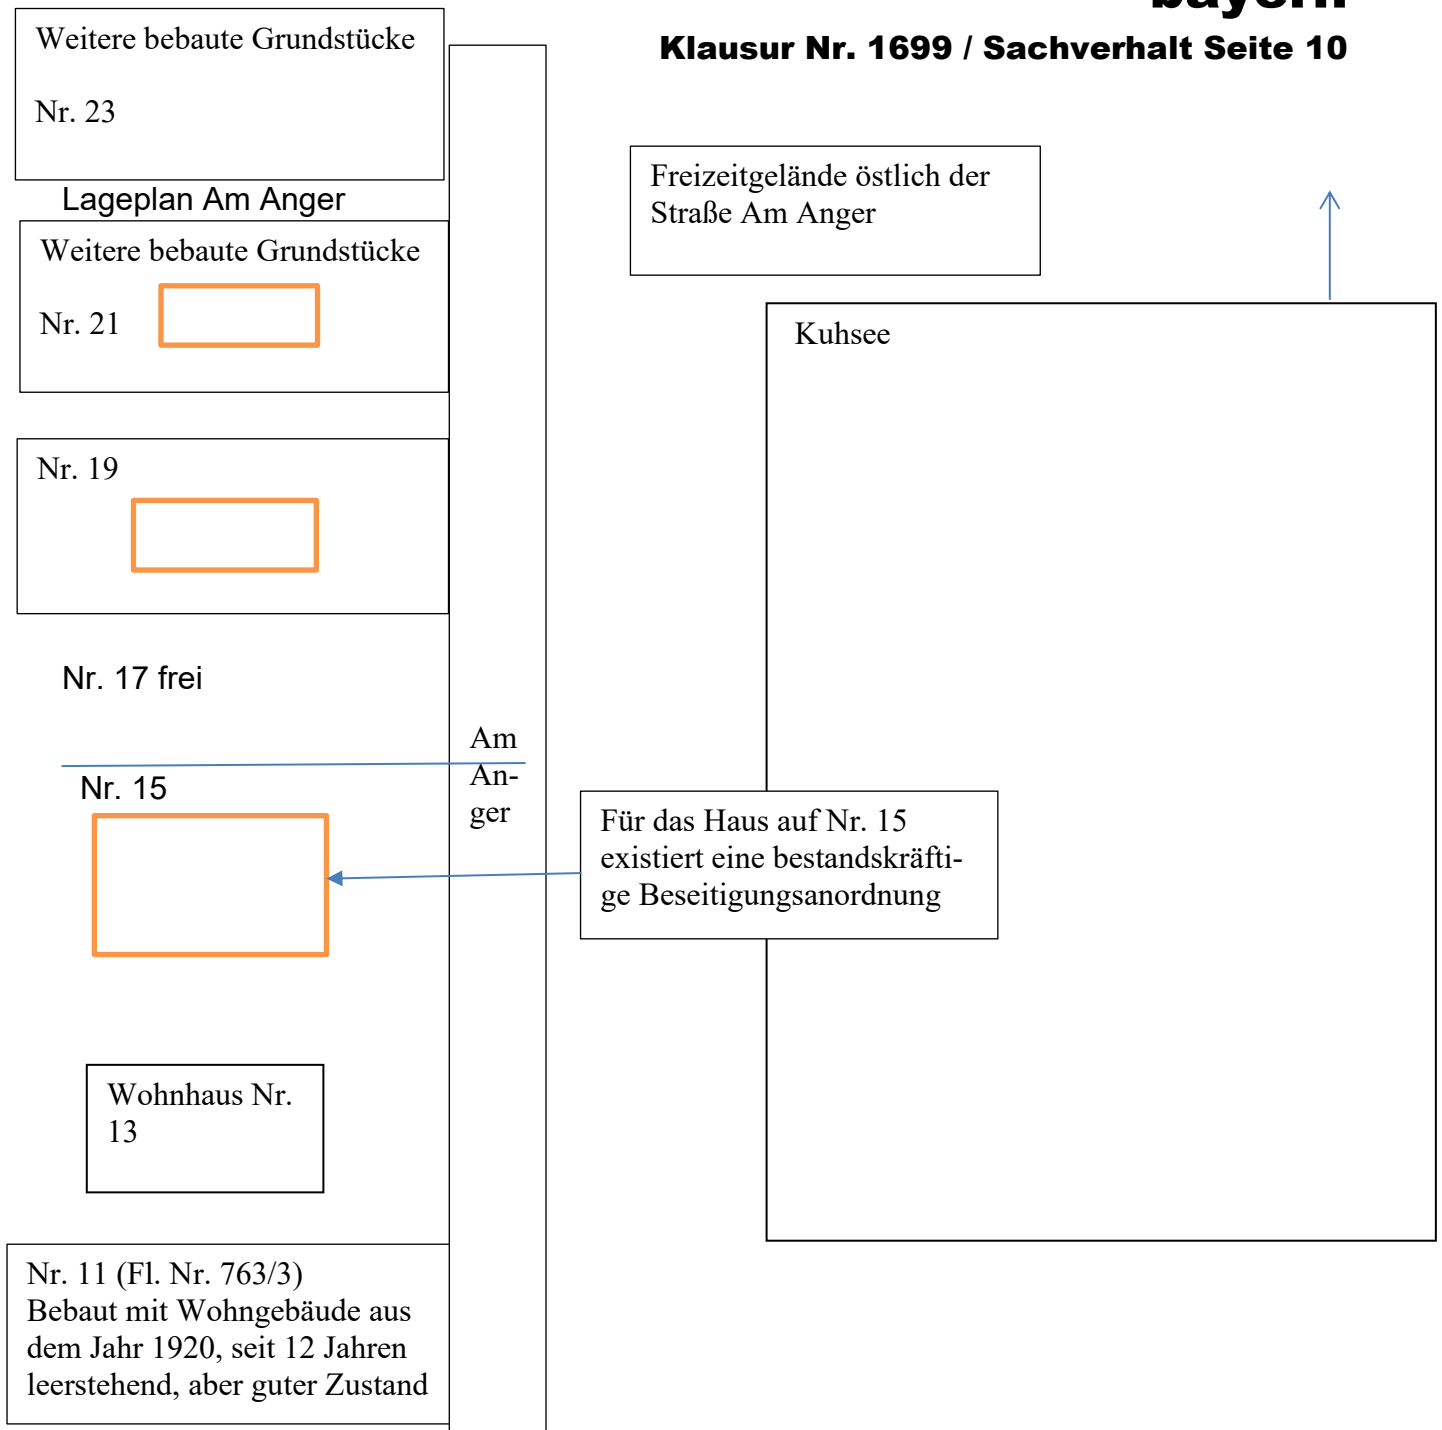 bayern
Klausur Nr. 1699 / Sachverhalt Seite 10
Weitere bebaute Grundstücke
Nr. 23
Lageplan Am Anger
Weitere bebaute Grundstücke
Nr. 21
Freizeitgelände östlich der
Straße Am Anger
Kuhsee
Nr. 19
Nr. 17 frei
Am
An-
ger
Nr. 15
Für das Haus auf Nr. 15
existiert eine bestandskräfti-
ge Beseitigungsanordnung
Wohnhaus Nr.
13
Nr. 11 (Fl. Nr. 763/3)
Bebaut mit Wohngebäude aus
dem Jahr 1920, seit 12 Jahren
leerstehend, aber guter Zustand